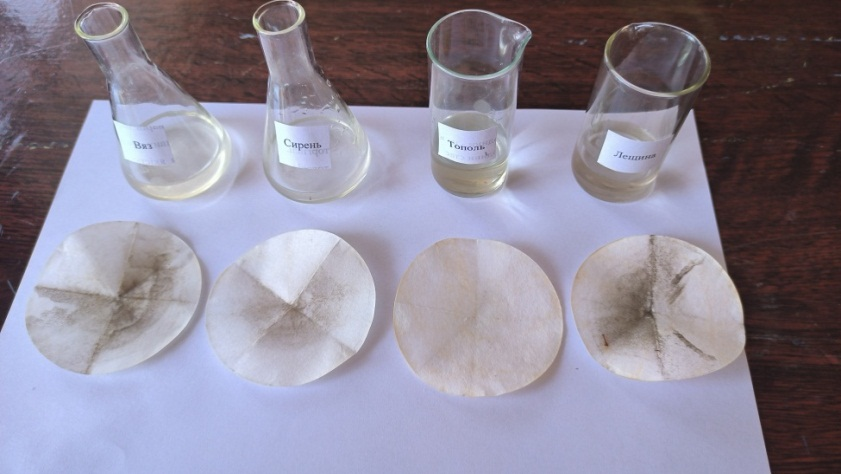 Вяз
Сирень
Тополь
Лещина